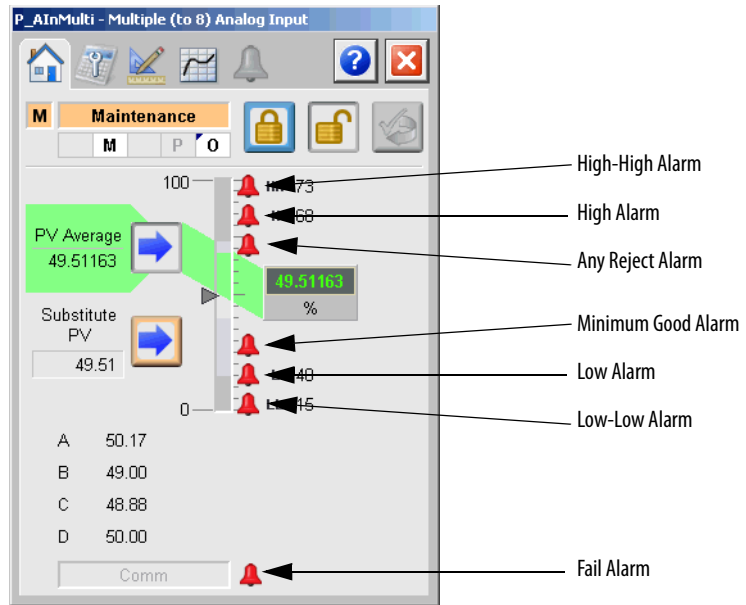 P_AInMulti - Multiple (to 8) Analog Input
M Maintenance
M P O
High-High Alarm
100
High Alarm
PV Average
49.51163
Any Reject Alarm
49.51163
%
Substitute
PV
49.51
Minimum Good Alarm
Low Alarm
0
Low-Low Alarm
A 50.17
B 49.00
C 48.88
D 50.00
Comm
Fail Alarm